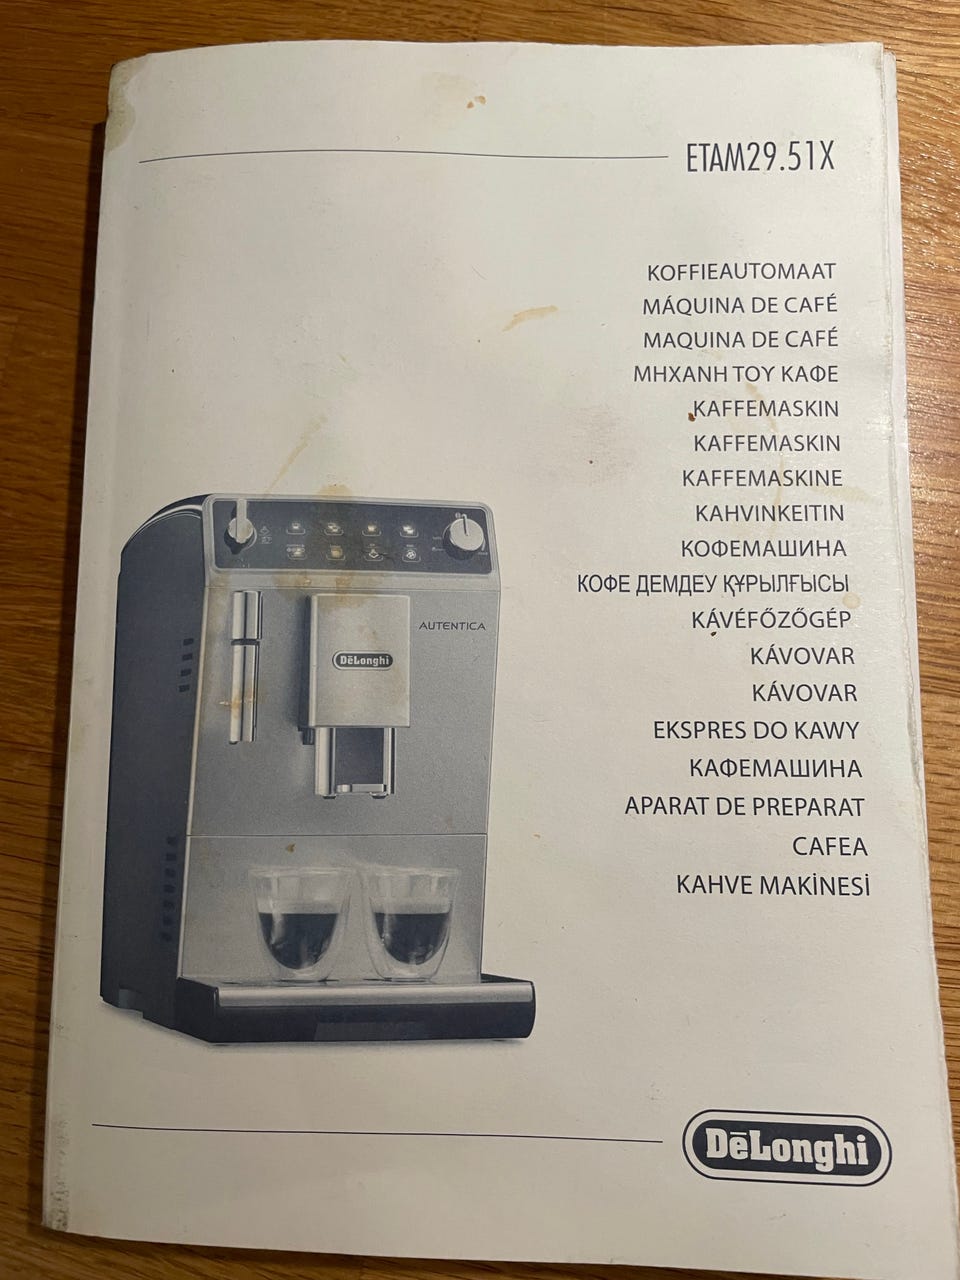 ETAM29.51X
KOFFIEAUTOMAAT
MÁQUINA DE CAFÉ
MAQUINA DE CAFÉ
ΜΗΧΑΝΗ ΤΟΥ ΚΑΦΕ
KAFFEMASKIN
KAFFEMASKIN
KAFFEMASKINE
KAHVINKEITIN
КОФЕМАШИНА
КОФЕ ДЕМДЕУ ҚҰРЫЛҒЫСЫ
KÁVÉFŐZŐGÉP
KÁVOVAR
KÁVOVAR
EKSPRES DO KAWY
КАФЕМАШИНА
APARAT DE PREPARAT
CAFEA
KAHVE MAKİNESİ
AUTENTICA
DēLonghi
DēLonghi